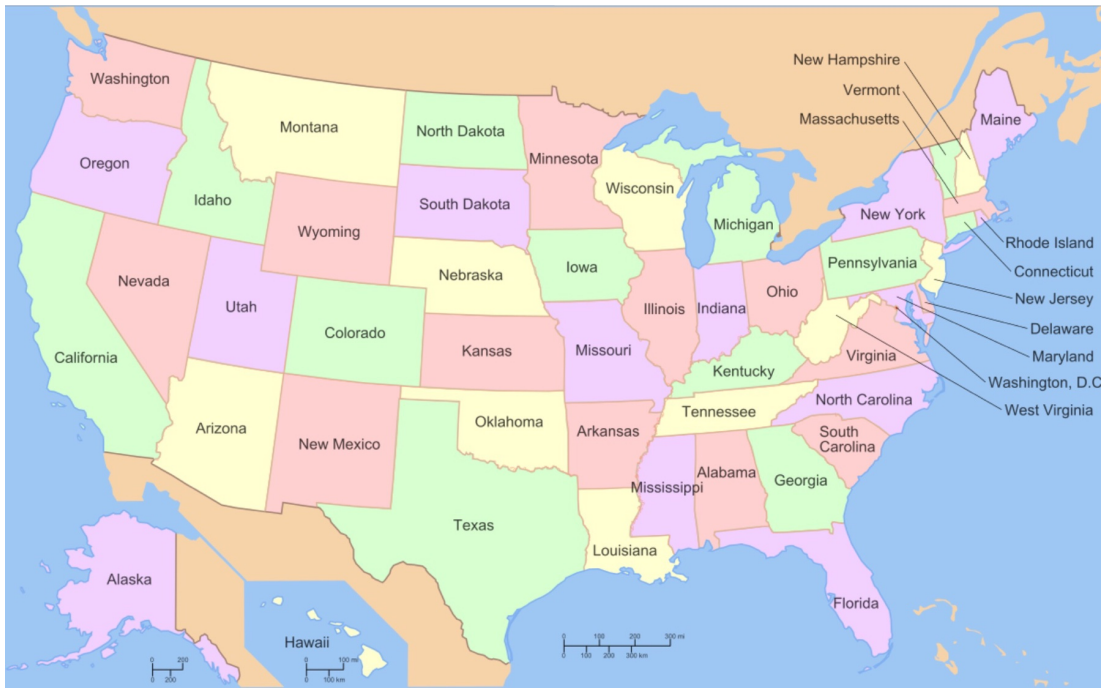 New Hampshire
Washington
Vermont
Massachusetts
Maine
Montana
North Dakota
Minnesota
Oregon
Wisconsin
Idaho
South Dakota
New York
Michigan
Wyoming
Rhode Island
Pennsylvania
Iowa
Connecticut
Nebraska
Nevada
Ohio
New Jersey
Utah
Illinois
Indiana
Delaware
Colorado
Kansas
Missouri
California
Virginia
Maryland
Kentucky
Washington, D.C
North Carolina
Tennessee
West Virginia
Oklahoma
Arizona
Arkansas
New Mexico
South
Carolina
Alabama
Georgia
Mississippi
Texas
Louisiana
Alaska
Florida
Hawaii
0 100 200 300 mi
0 100 200 300 km
0 200
0 200
0 100 mi
0 100 km